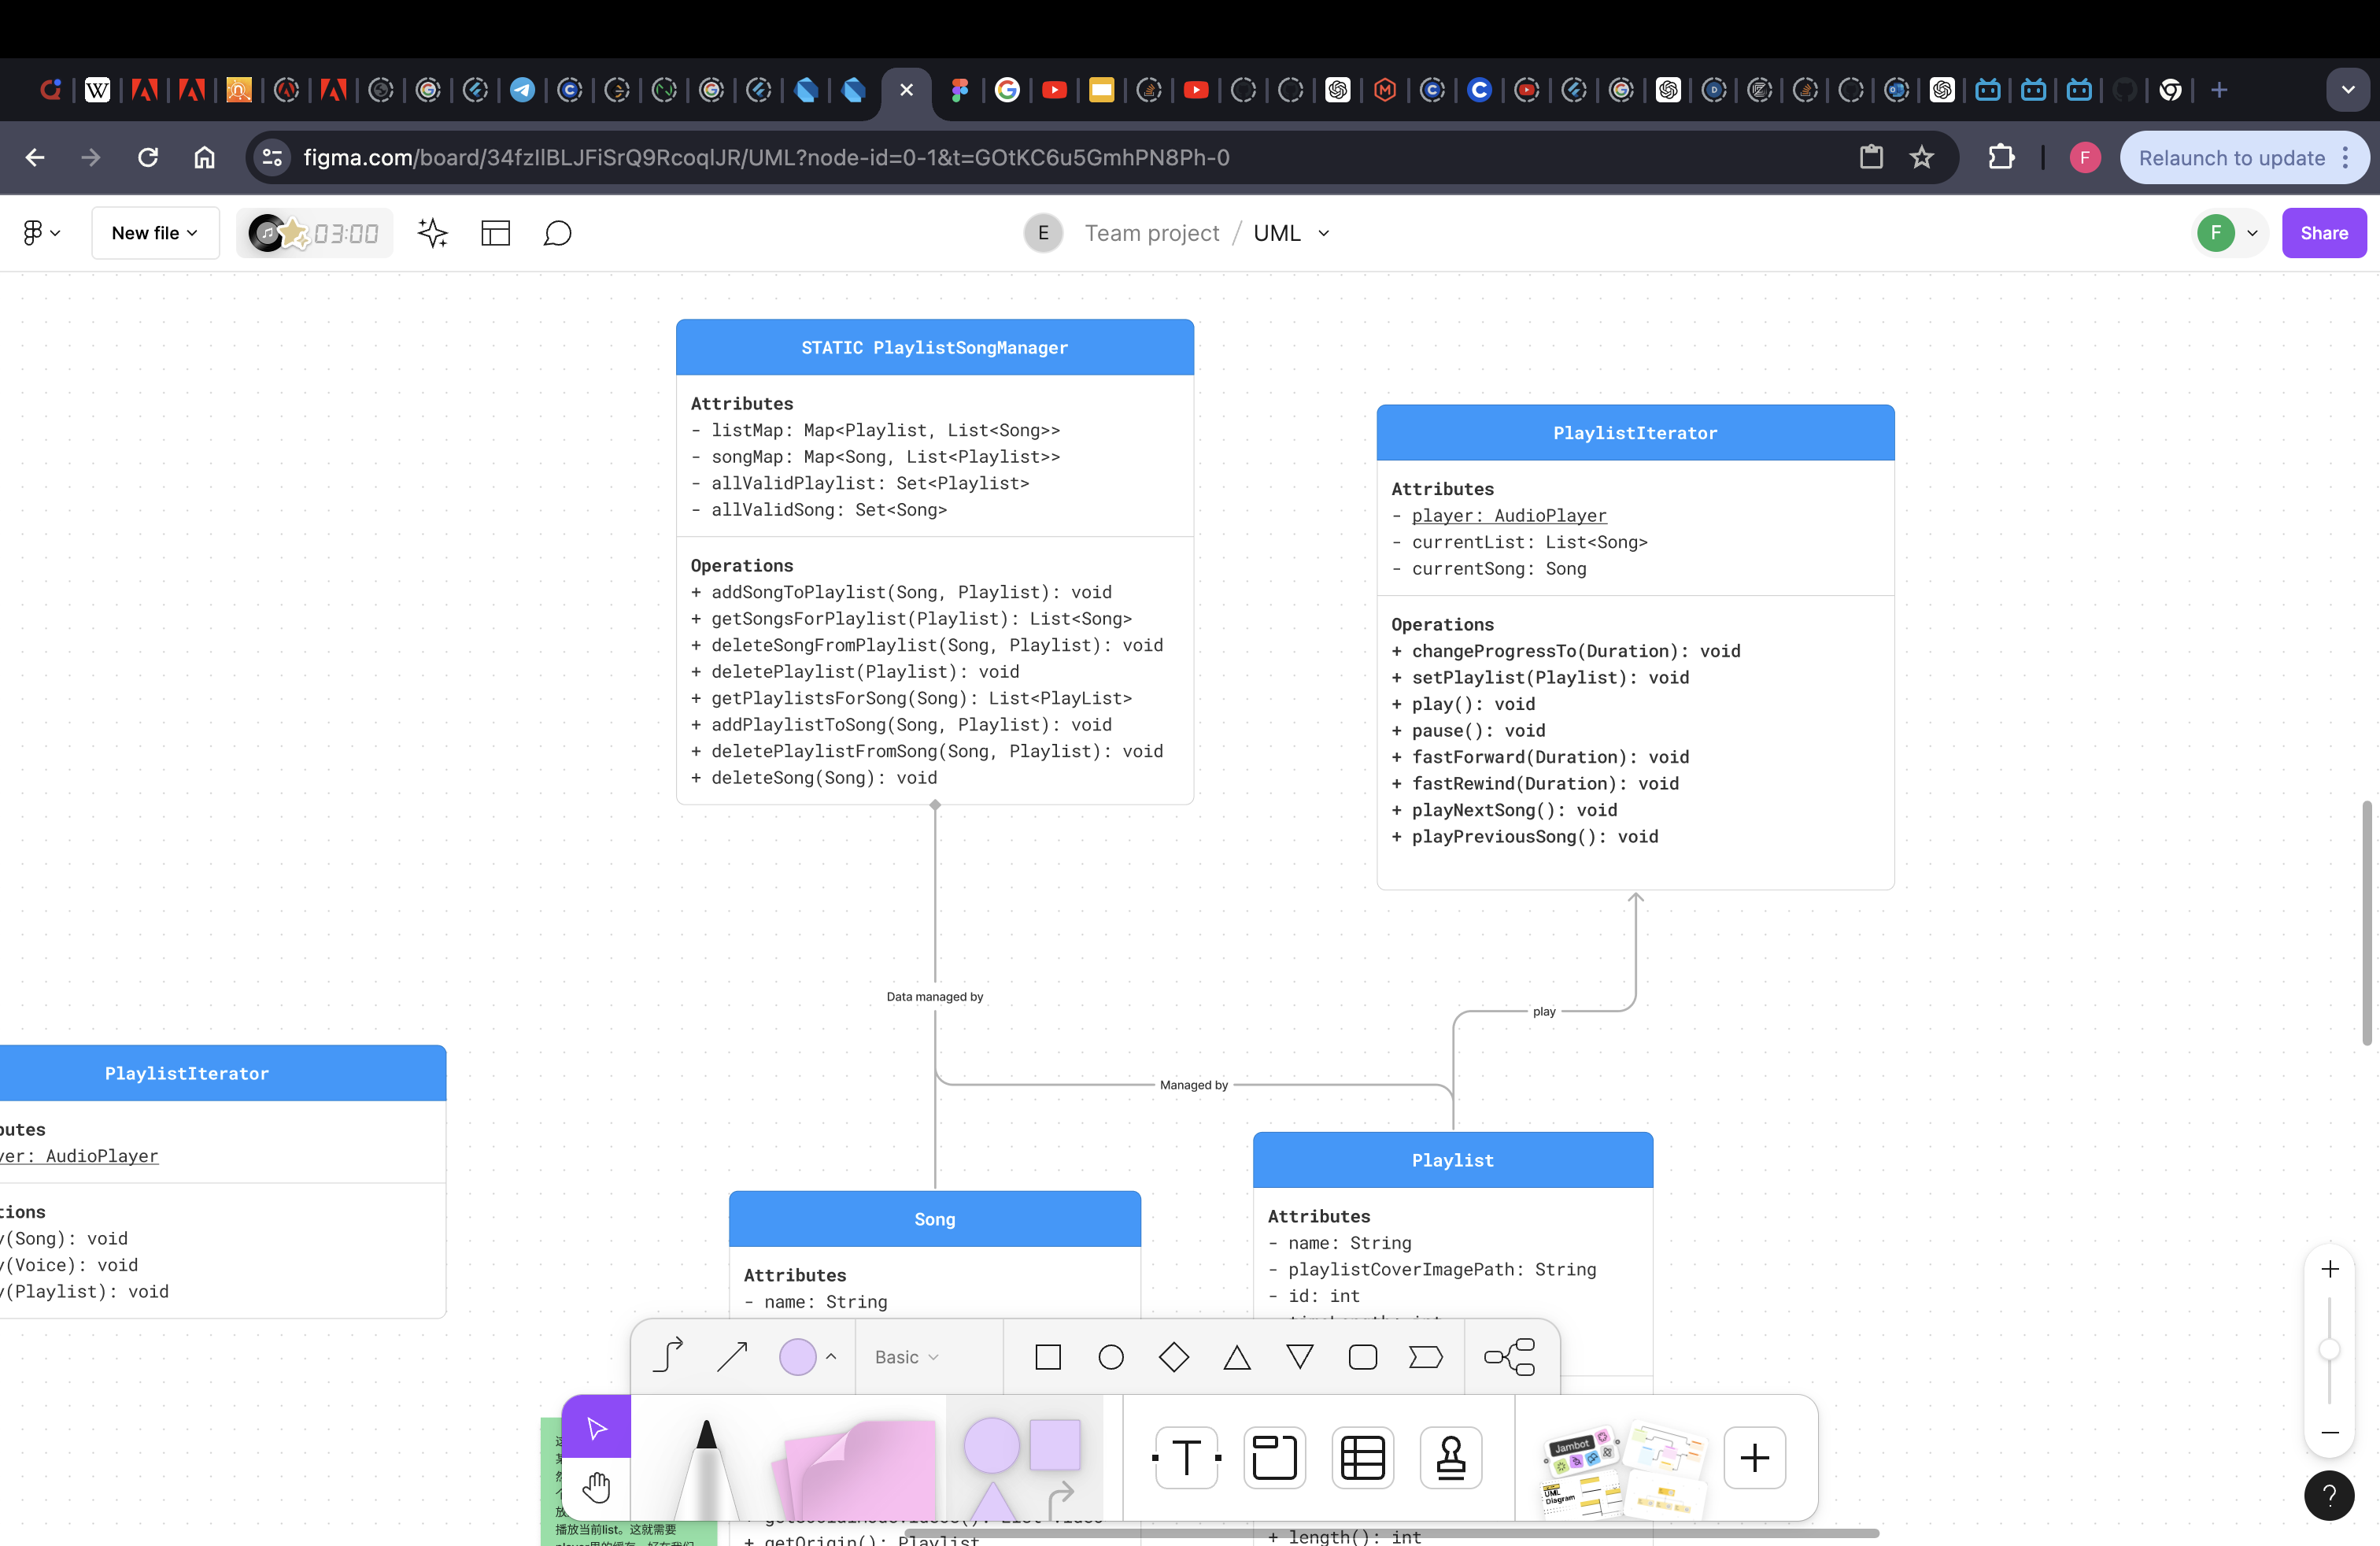 figma.com/board/34fzIlBLJFiSrQ9RcoqlJR/UML?node-id=0-1&t=GOtKC6u5GmhPN8Ph-0
F
Relaunch to update
New file
03:00
E
Team project / UML
F
Share
STATIC PlaylistSongManager
Attributes
- listMap: Map<Playlist, List<Song>>
- songMap: Map<Song, List<Playlist>>
- allValidPlaylist: Set<Playlist>
- allValidSong: Set<Song>
Operations
+ addSongToPlaylist(Song, Playlist): void
+ getSongsForPlaylist(Playlist): List<Song>
+ deleteSongFromPlaylist(Song, Playlist): void
+ deletePlaylist(Playlist): void
+ getPlaylistsForSong(Song): List<PlayList>
+ addPlaylistToSong(Song, Playlist): void
+ deletePlaylistFromSong(Song, Playlist): void
+ deleteSong(Song): void
PlaylistIterator
Attributes
- player: AudioPlayer
- currentList: List<Song>
- currentSong: Song
Operations
+ changeProgressTo(Duration): void
+ setPlaylist(Playlist): void
+ play(): void
+ pause(): void
+ fastForward(Duration): void
+ fastRewind(Duration): void
+ playNextSong(): void
+ playPreviousSong(): void
Data managed by
play
Managed by
PlaylistIterator
butes
yer: AudioPlayer
tions
y(Song): void
y(Voice): void
y(Playlist): void
Song
Attributes
- name: String
Playlist
Attributes
- name: String
- playlistCoverImagePath: String
- id: int
Basic
Jambot
UML
Diagram
播放当前list。这就需要
+ getOrigin(): Playlist
+ length(): int